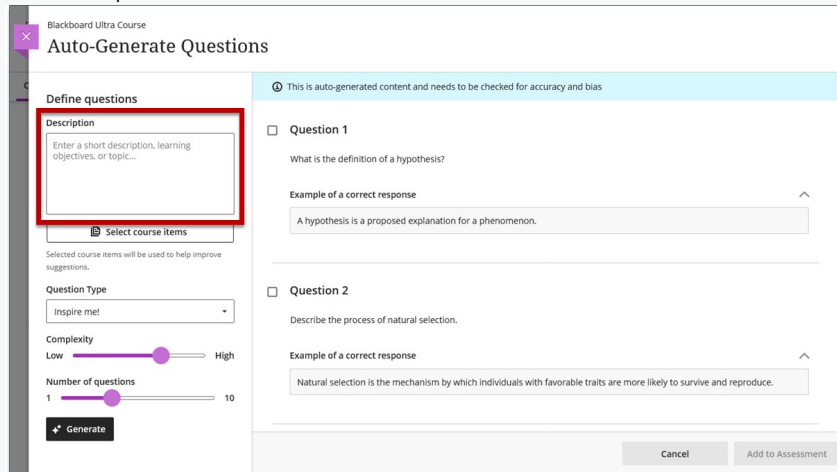 Blackboard Ultra Course
Auto-Generate Questions
Define questions
Description
Enter a short description, learning
objectives, or topic...
Select course items
Selected course items will be used to help improve
suggestions.
Question Type
Inspire me!
Complexity
Low High
Number of questions
1 10
Generate
This is auto-generated content and needs to be checked for accuracy and bias
Question 1
What is the definition of a hypothesis?
Example of a correct response
A hypothesis is a proposed explanation for a phenomenon.
Question 2
Describe the process of natural selection.
Example of a correct response
Natural selection is the mechanism by which individuals with favorable traits are more likely to survive and reproduce.
Cancel Add to Assessment